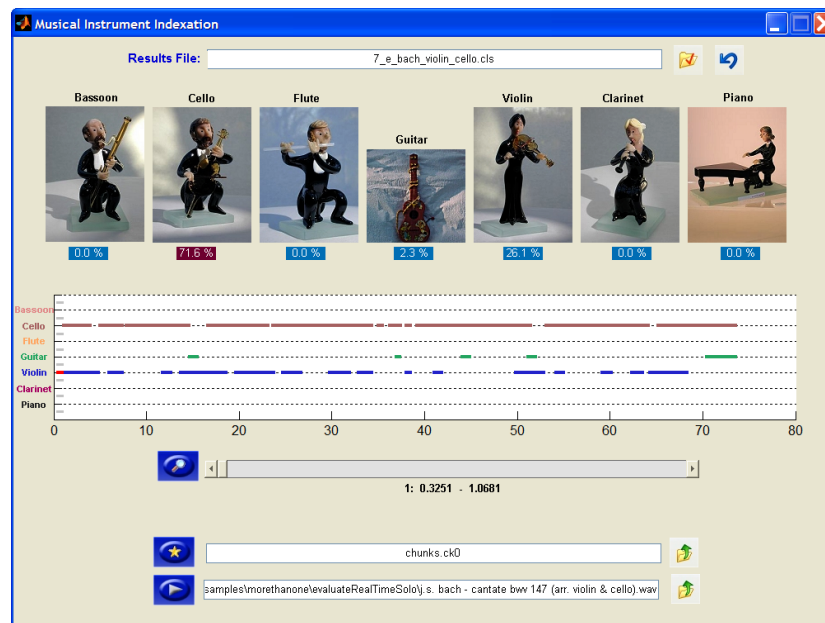 Musical Instrument Indexation
Results File: 7_e_bach_violin_cello.cls
Bassoon Cello Flute Guitar Violin Clarinet Piano
0.0 % 71.6 % 0.0 % 2.3 % 26.1 % 0.0 % 0.0 %
Bassoon
Cello
Flute
Guitar
Violin
Clarinet
Piano
0 10 20 30 40 50 60 70 80
1: 0.3251 - 1.0681
chunks.ck0
samples\morethanone\evaluateRealTimeSolo\j.s. bach - cantate bwv 147 (arr. violin & cello).wav